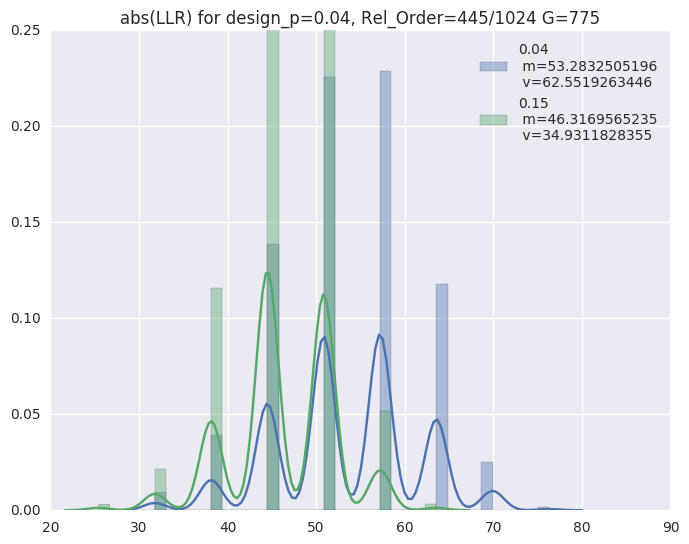 abs(LLR) for design_p=0.04, Rel_Order=445/1024 G=775
0.25
0.20
0.15
0.10
0.05
0.00
0.04
m=53.2832505196
v=62.5519263446
0.15
m=46.3169565235
v=34.9311828355
20 30 40 50 60 70 80 90